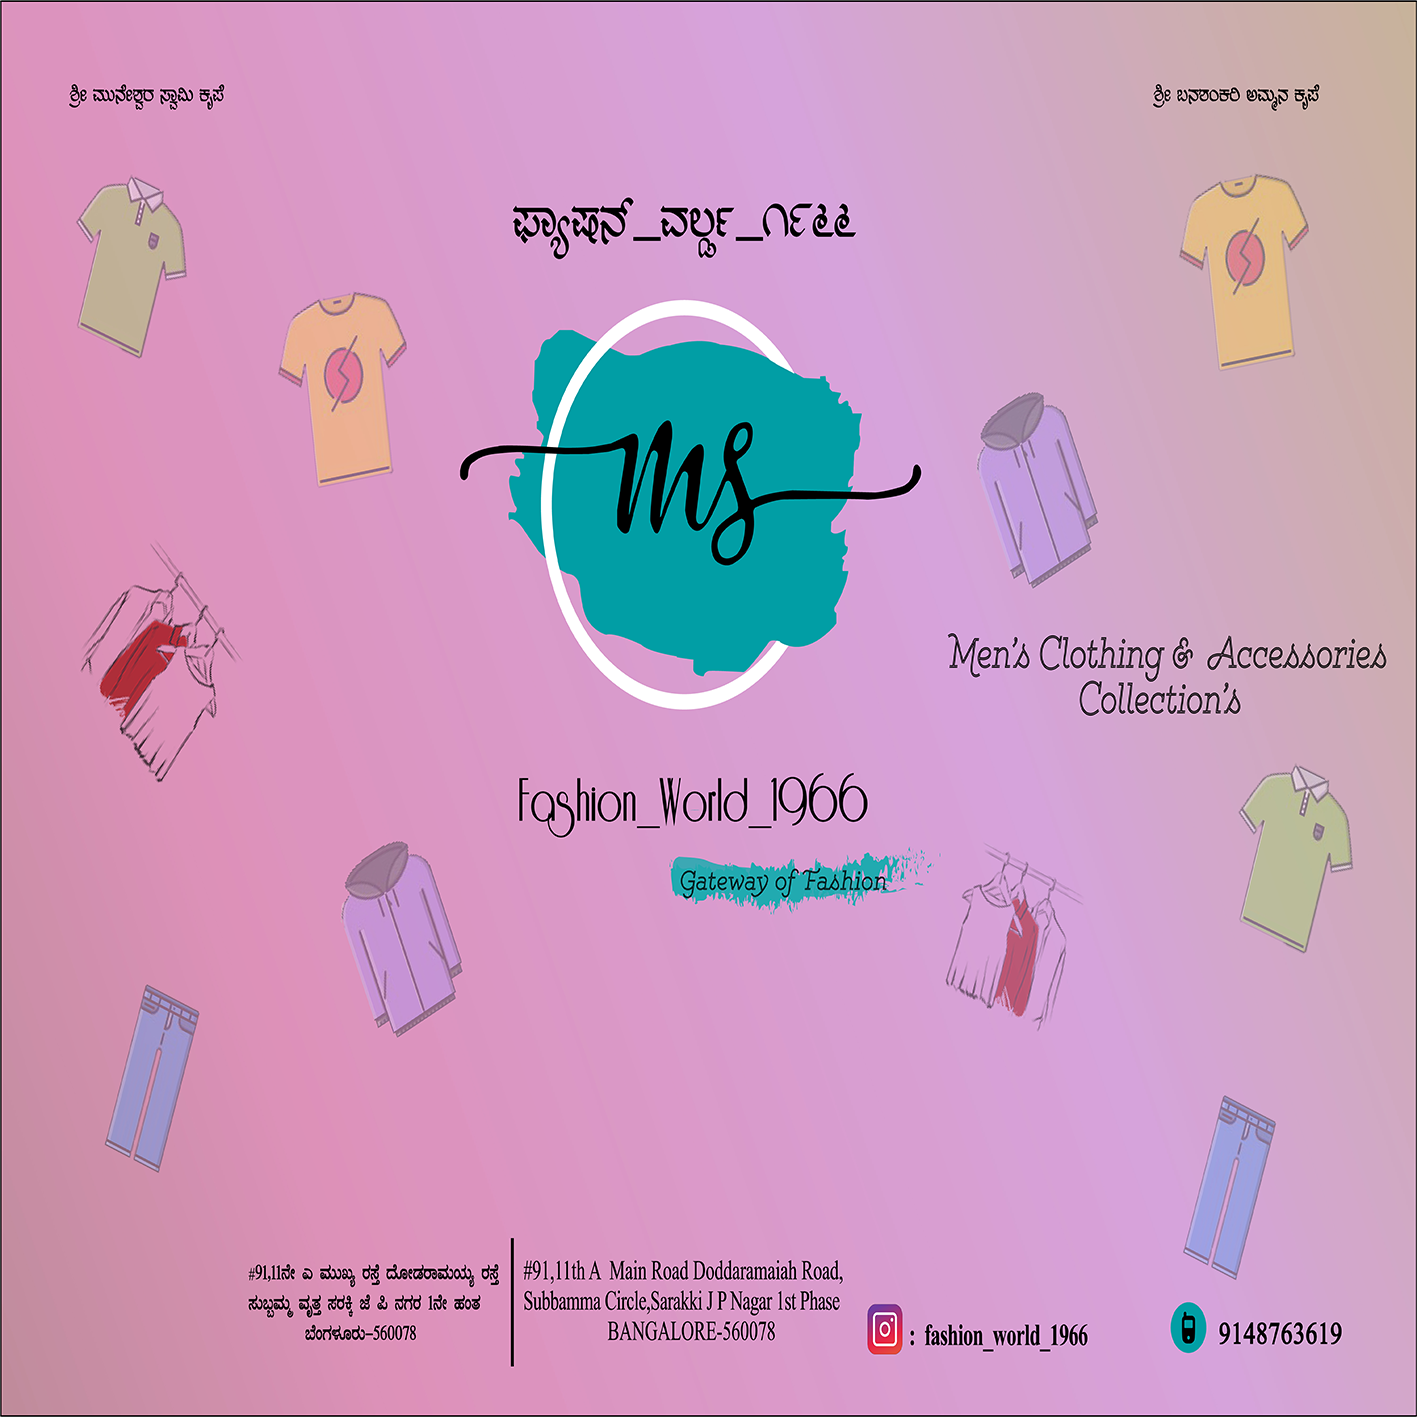 ಶ್ರೀ ಮುನೇಶ್ವರ ಸ್ವಾಮಿ ಕೃಪೆ
ಶ್ರೀ ಬನಶಂಕರಿ ಅಮ್ಮನ ಕೃಪೆ
ಫ್ಯಾಷನ್_ವರ್ಲ್ಡ್_೧೯೬೬
ms
Men's Clothing & Accessories
Collection's
Fashion_World_1966
Gateway of Fashion
#91,11ನೇ ಎ ಮುಖ್ಯ ರಸ್ತೆ ದೋಡರಾಮಯ್ಯ ರಸ್ತೆ
ಸುಬ್ಬಮ್ಮ ವೃತ್ತ ಸರಕ್ಕಿ ಜೆ ಪಿ ನಗರ 1ನೇ ಹಂತ
ಬೆಂಗಳೂರು-560078
#91,11th A Main Road Doddaramaiah Road,
Subbamma Circle,Sarakki J P Nagar 1st Phase
BANGALORE-560078
: fashion_world_1966
9148763619